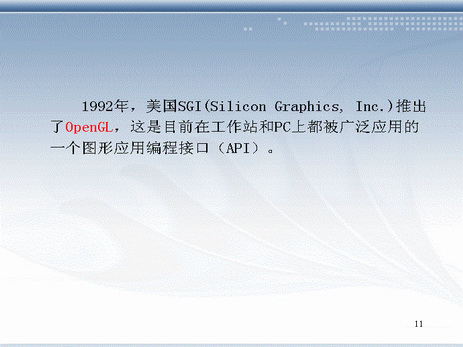 1992年，美国SGI(Silicon Graphics, Inc.)推出
了OpenGL，这是目前在工作站和PC上都被广泛应用的
一个图形应用编程接口（API）。
11